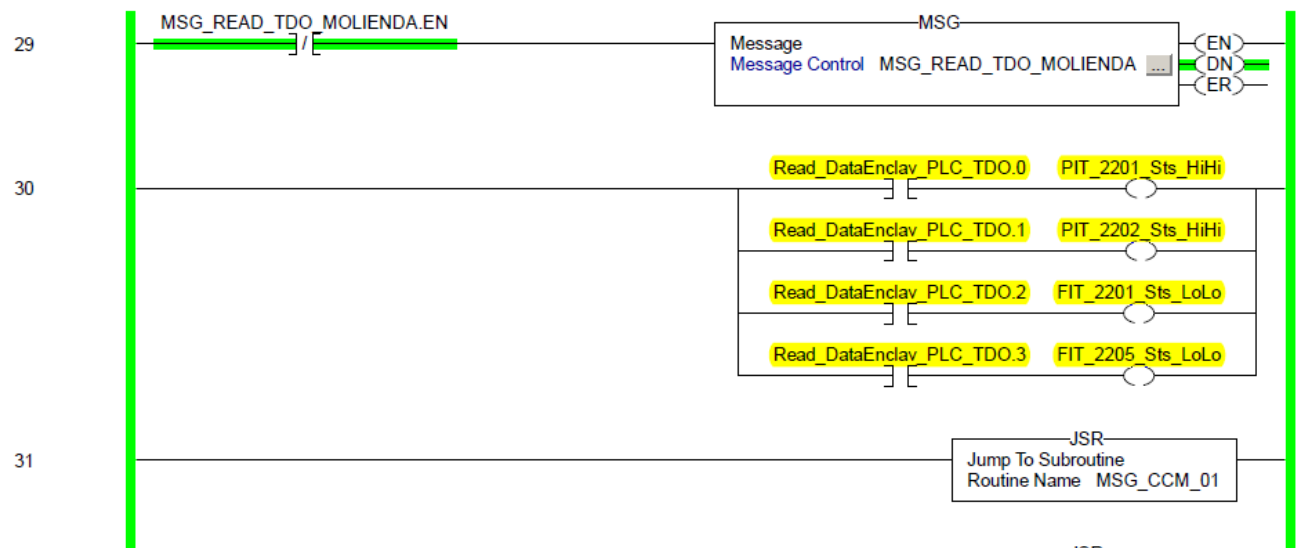 MSG_READ_TDO_MOLIENDA.EN
MSG
29
Message
EN
Message Control MSG_READ_TDO_MOLIENDA ...
DN
ER
Read_DataEnclav_PLC_TDO.0 PIT_2201_Sts_HiHi
30
Read_DataEnclav_PLC_TDO.1 PIT_2202_Sts_HiHi
Read_DataEnclav_PLC_TDO.2 FIT_2201_Sts_LoLo
Read_DataEnclav_PLC_TDO.3 FIT_2205_Sts_LoLo
JSR
31
Jump To Subroutine
Routine Name MSG_CCM_01